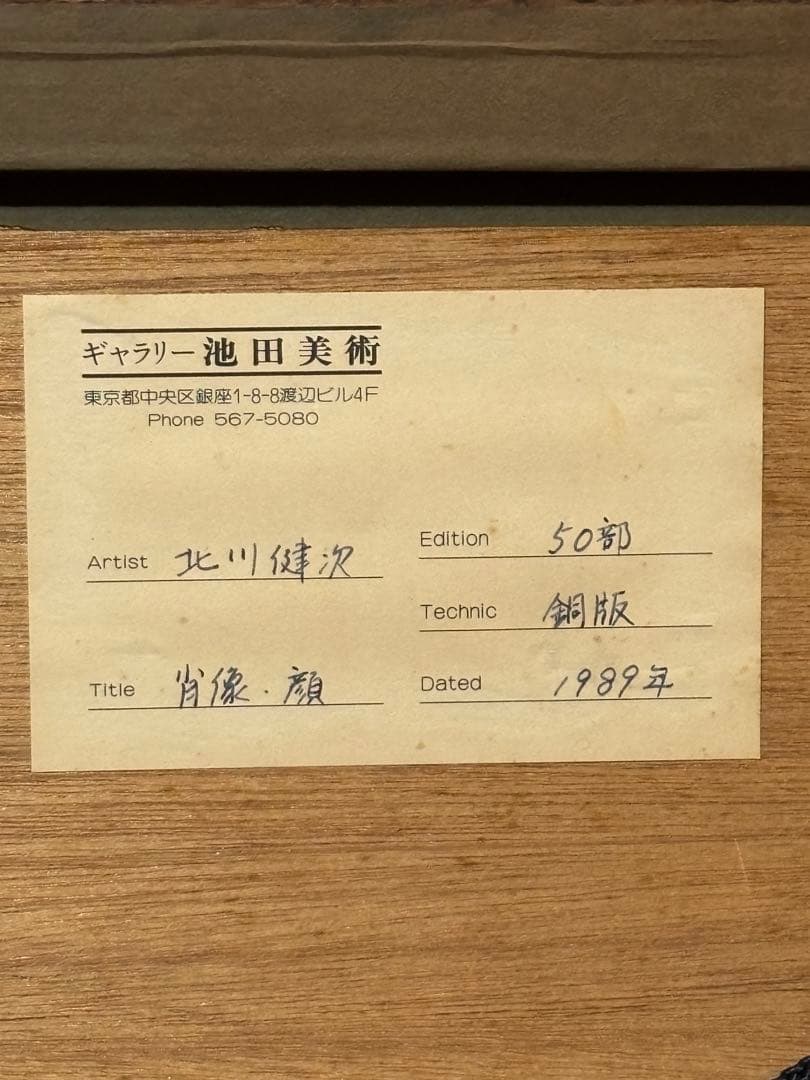 ギャラリー 池田美術
東京都中央区銀座1-8-8渡辺ビル4F
Phone 567-5080
Artist 北川健次
Title 肖像・顔
Edition 50部
Technic 銅版
Dated 1989年